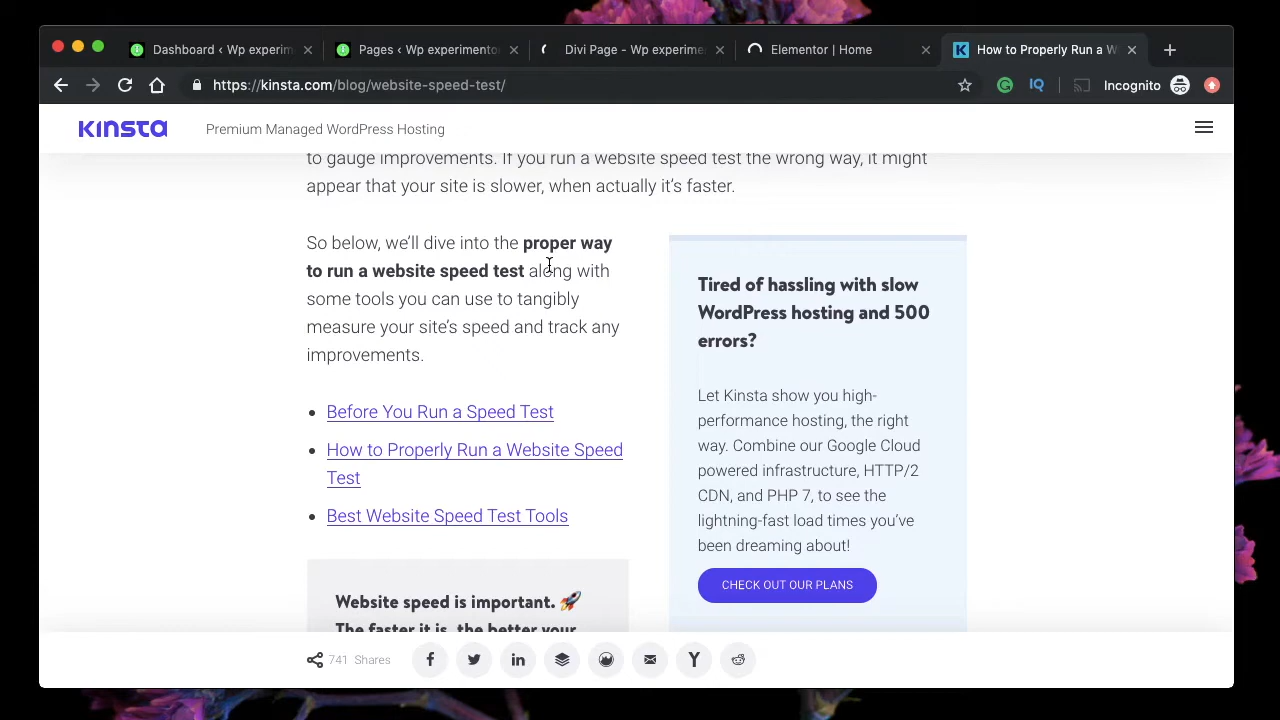 Dashboard ‹ Wp experim
Pages ‹ Wp experimento
Divi Page - Wp experime
Elementor | Home
How to Properly Run a W
https://kinsta.com/blog/website-speed-test/
IQ
Incognito
KINSTA
Premium Managed WordPress Hosting
to gauge improvements. If you run a website speed test the wrong way, it might
appear that your site is slower, when actually it’s faster.
So below, we’ll dive into the proper way
to run a website speed test along with
some tools you can use to tangibly
measure your site’s speed and track any
improvements.
Before You Run a Speed Test
How to Properly Run a Website Speed
Test
Best Website Speed Test Tools
Website speed is important. 🚀
The faster it is, the better your
Tired of hassling with slow
WordPress hosting and 500
errors?
Let Kinsta show you high-
performance hosting, the right
way. Combine our Google Cloud
powered infrastructure, HTTP/2
CDN, and PHP 7, to see the
lightning-fast load times you’ve
been dreaming about!
CHECK OUT OUR PLANS
741 Shares